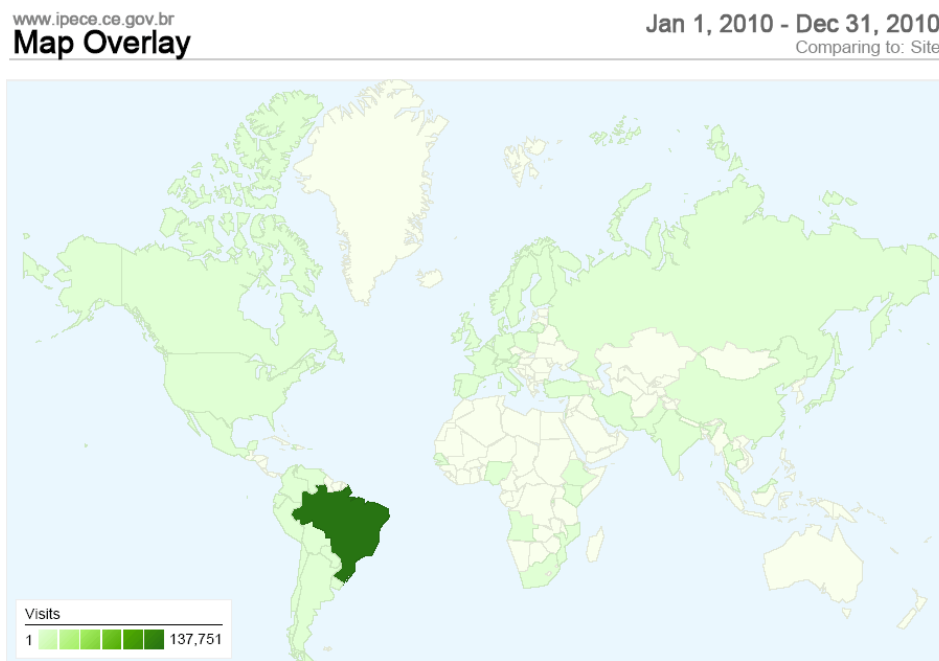 www.ipece.ce.gov.br
Map Overlay
Jan 1, 2010 - Dec 31, 2010
Comparing to: Site
Visits
1 137,751